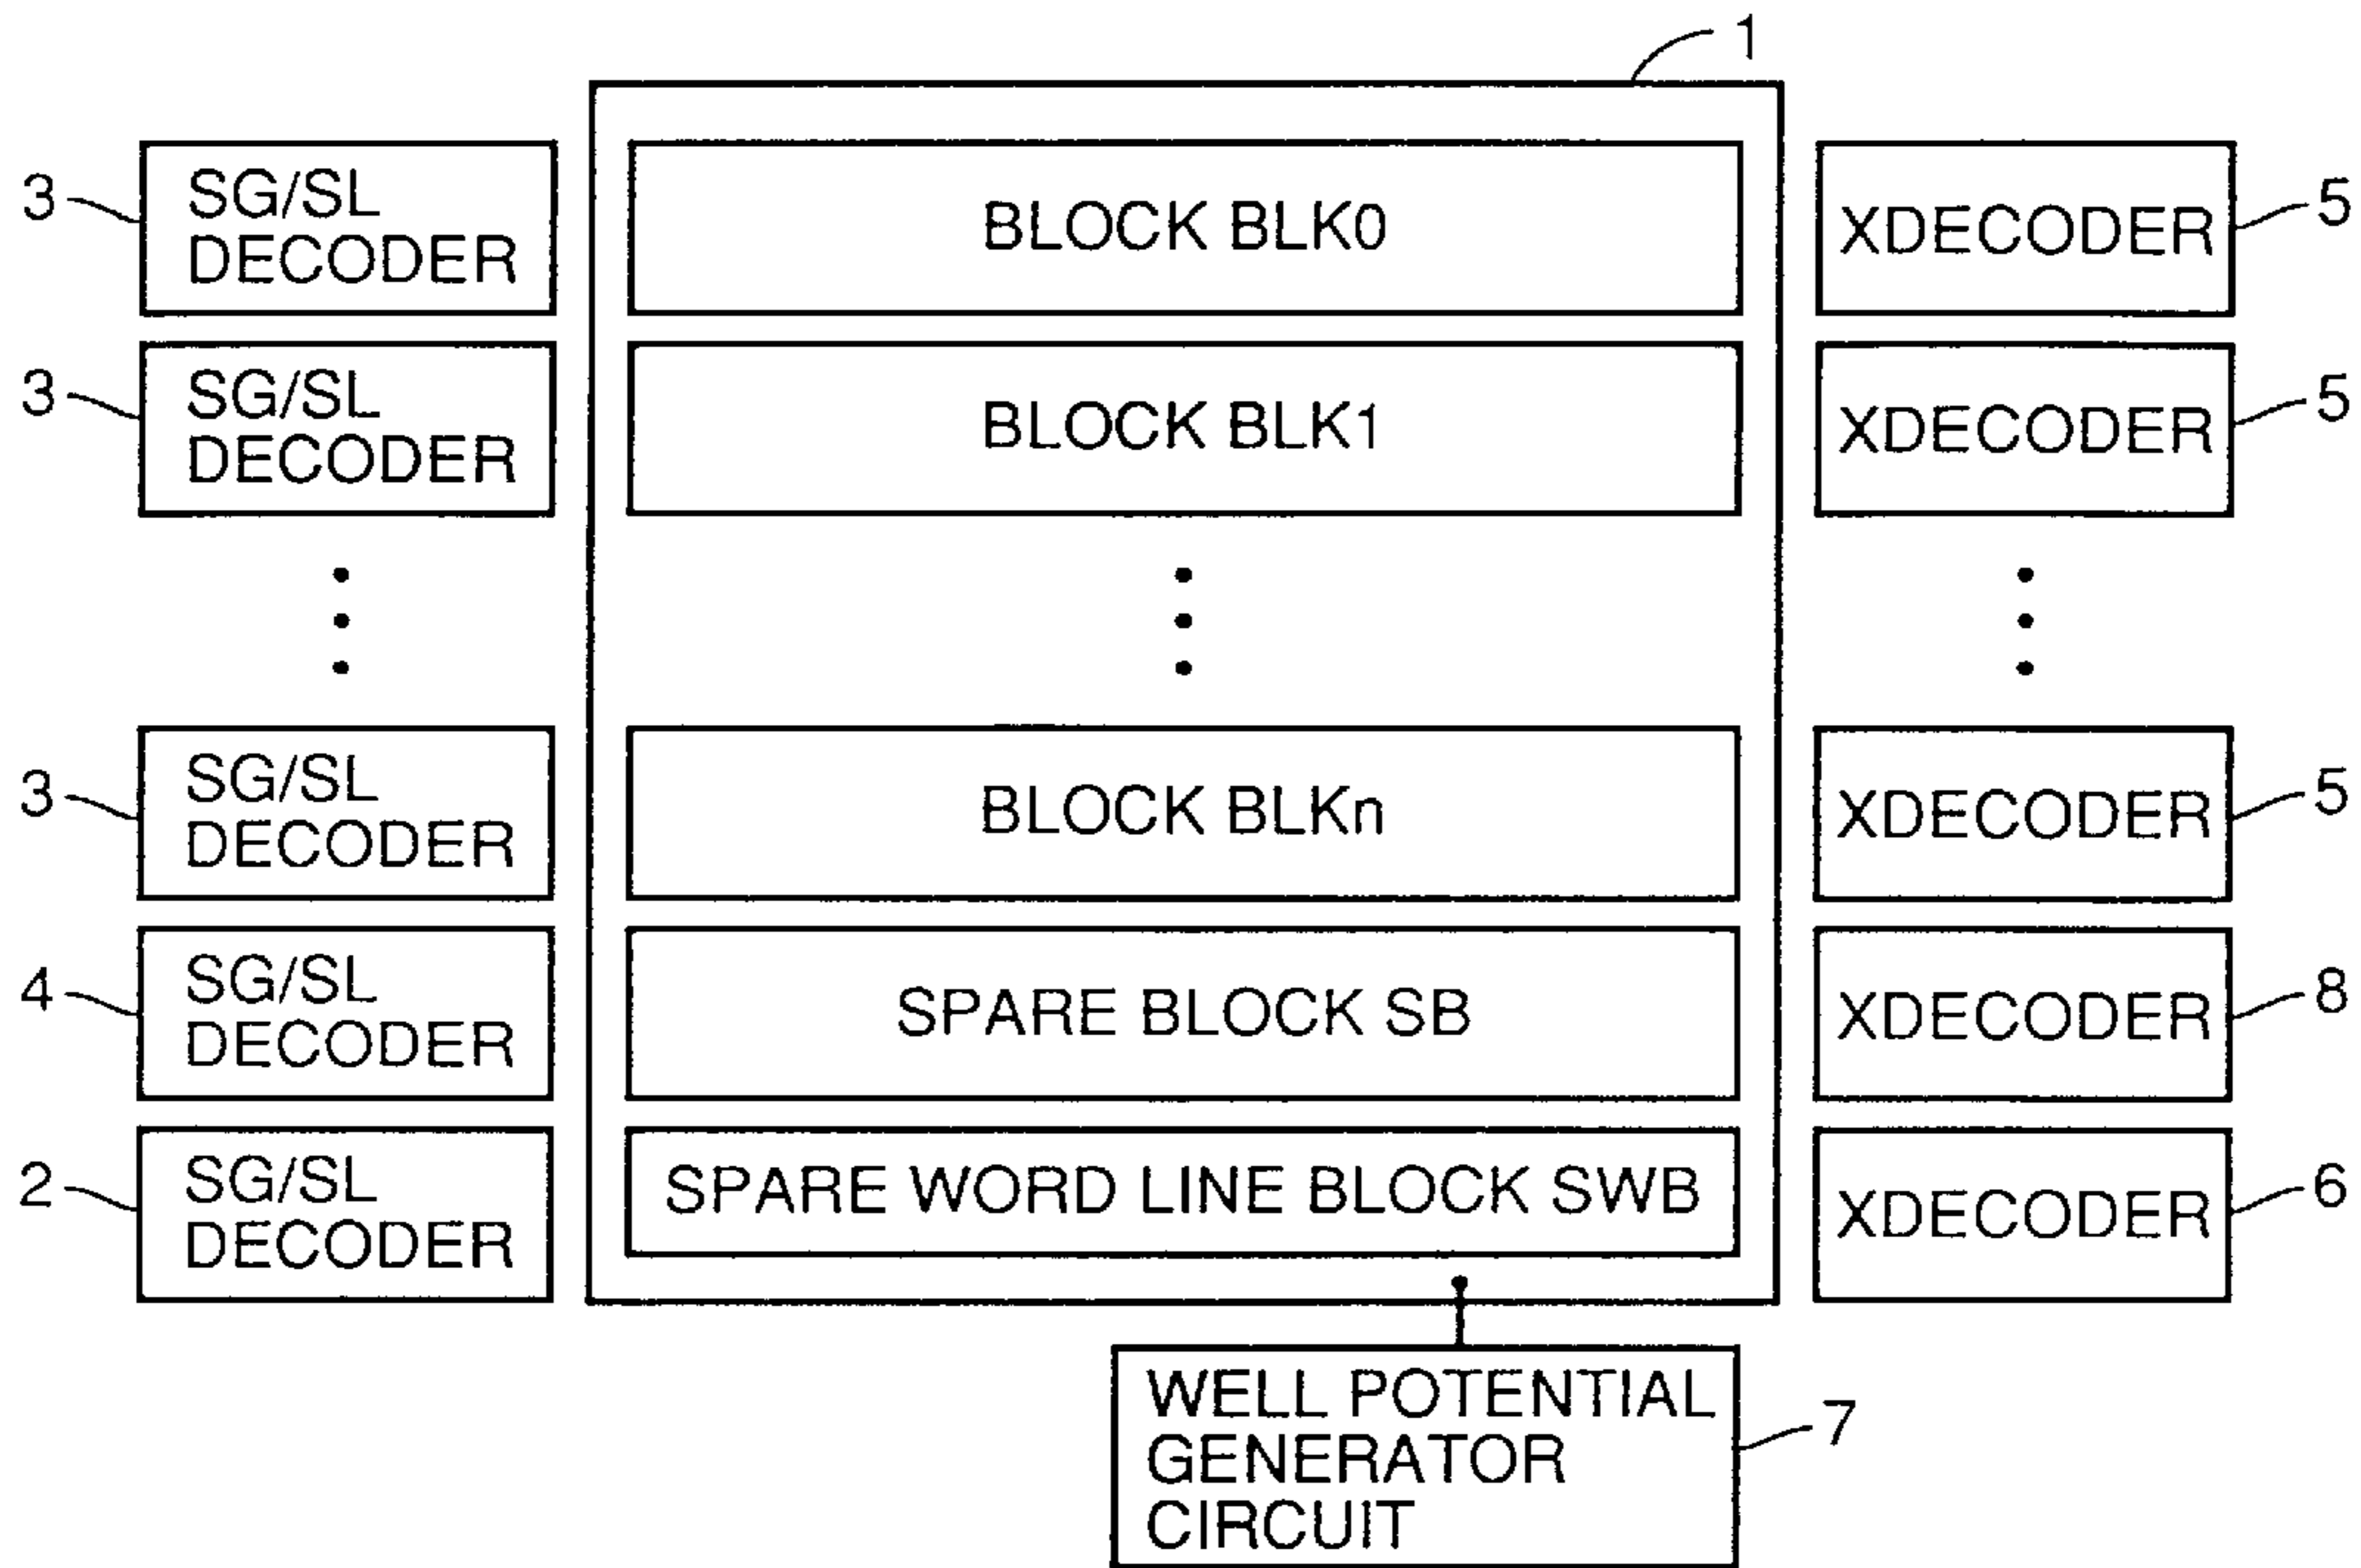 1
3
SG/SL
DECODER
BLOCK BLK0
XDECODER
5
3
SG/SL
DECODER
BLOCK BLK1
XDECODER
5
3
SG/SL
DECODER
BLOCK BLKn
XDECODER
5
4
SG/SL
DECODER
SPARE BLOCK SB
XDECODER
8
2
SG/SL
DECODER
SPARE WORD LINE BLOCK SWB
XDECODER
6
WELL POTENTIAL
GENERATOR
CIRCUIT
7